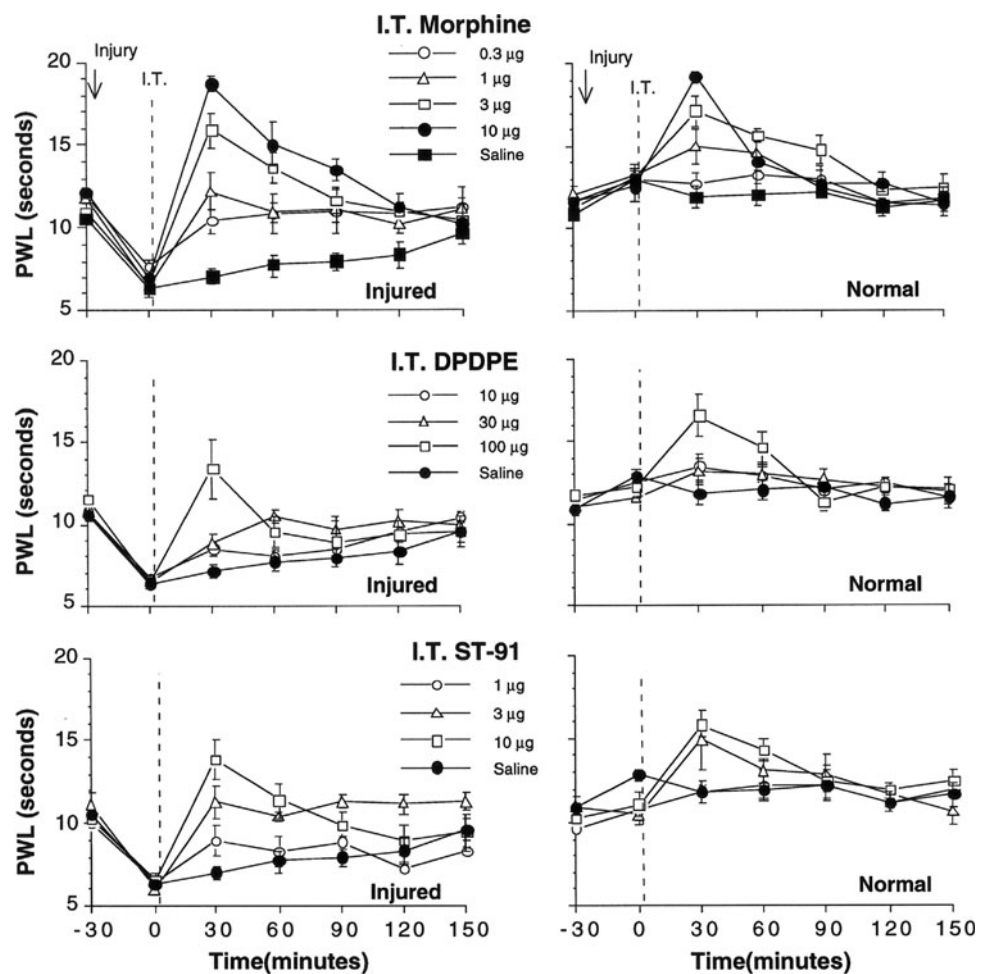 I.T. Morphine
Injury
I.T.
0.3 µg
1 µg
3 µg
10 µg
Saline
20
15
10
5
PWL (seconds)
Injured
Injury
I.T.
Normal
I.T. DPDPE
10 µg
30 µg
100 µg
Saline
20
15
10
5
PWL (seconds)
Injured
Normal
I.T. ST-91
1 µg
3 µg
10 µg
Saline
20
15
10
5
PWL (seconds)
Injured
Normal
-30 0 30 60 90 120 150
Time(minutes)
-30 0 30 60 90 120 150
Time(minutes)